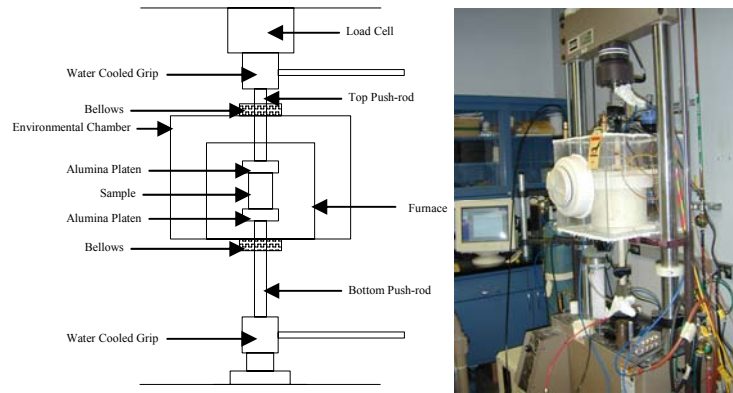 Load Cell
Water Cooled Grip
Top Push-rod
Bellows
Environmental Chamber
Alumina Platen
Sample
Alumina Platen
Furnace
Bellows
Bottom Push-rod
Water Cooled Grip